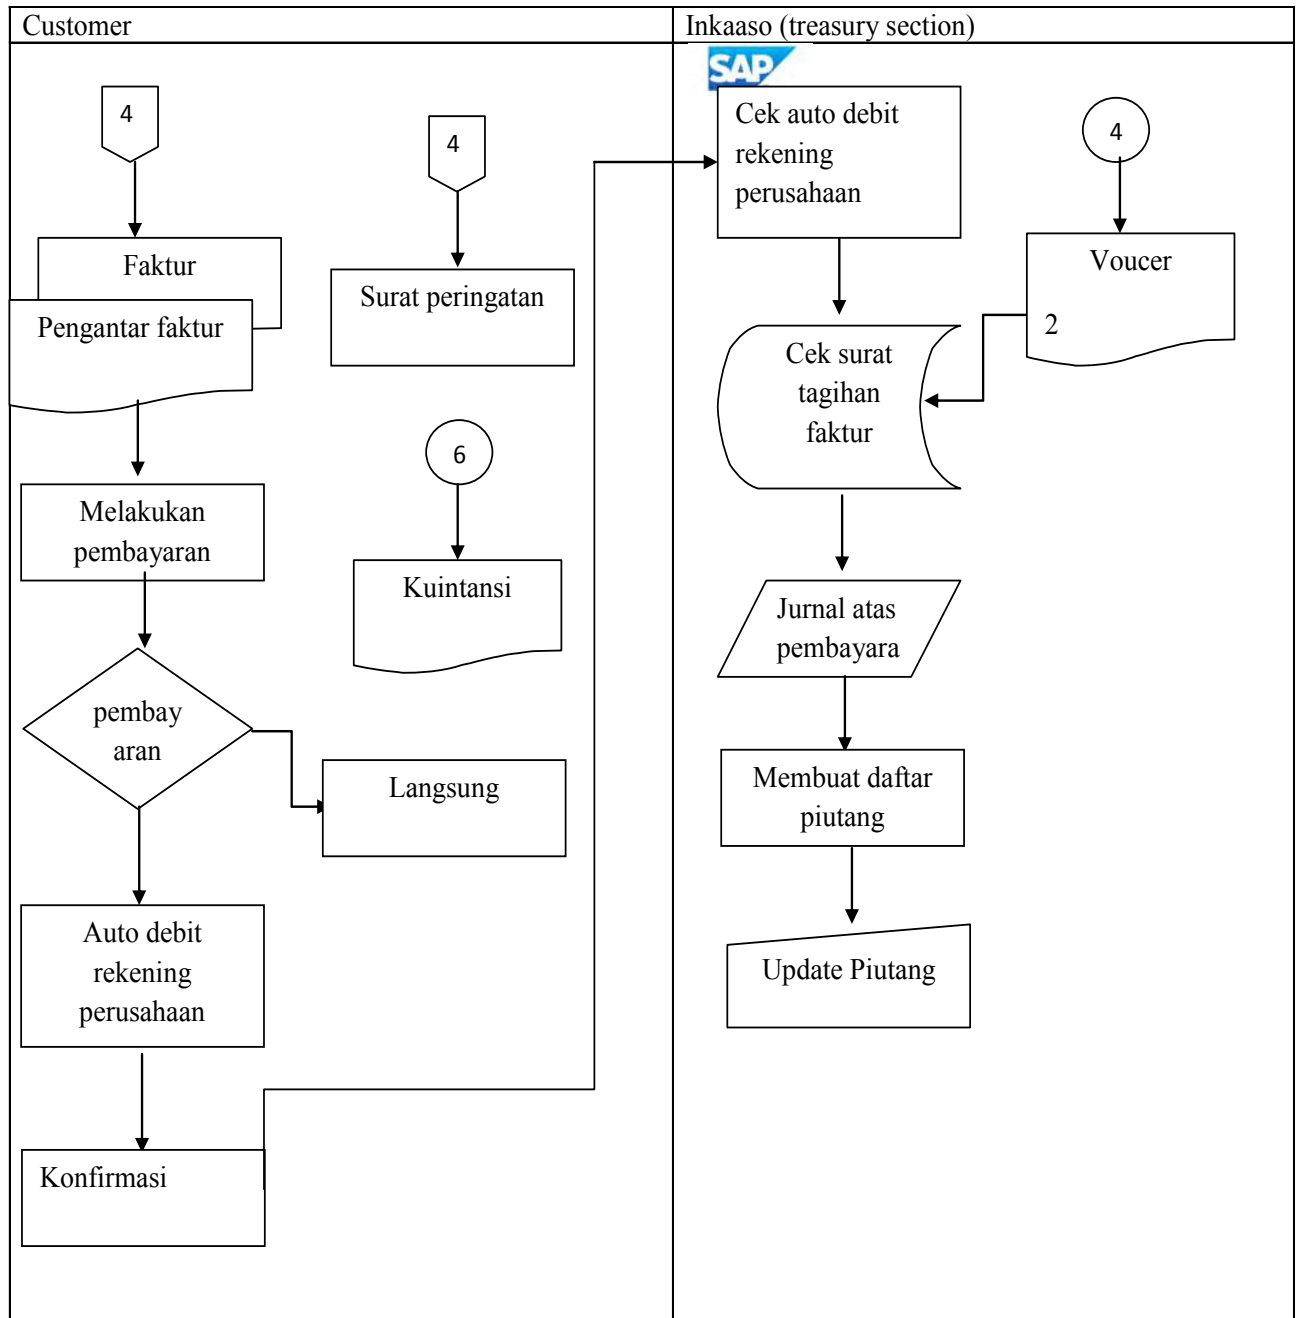 Customer
Inkaaso (treasury section)
4
Faktur
Pengantar faktur
Melakukan
pembayaran
pembay
aran
Langsung
Auto debit
rekening
perusahaan
Konfirmasi
4
Surat peringatan
6
Kuintansi
SAP
Cek auto debit
rekening
perusahaan
4
Voucer
2
Cek surat
tagihan
faktur
Jurnal atas
pembayara
Membuat daftar
piutang
Update Piutang